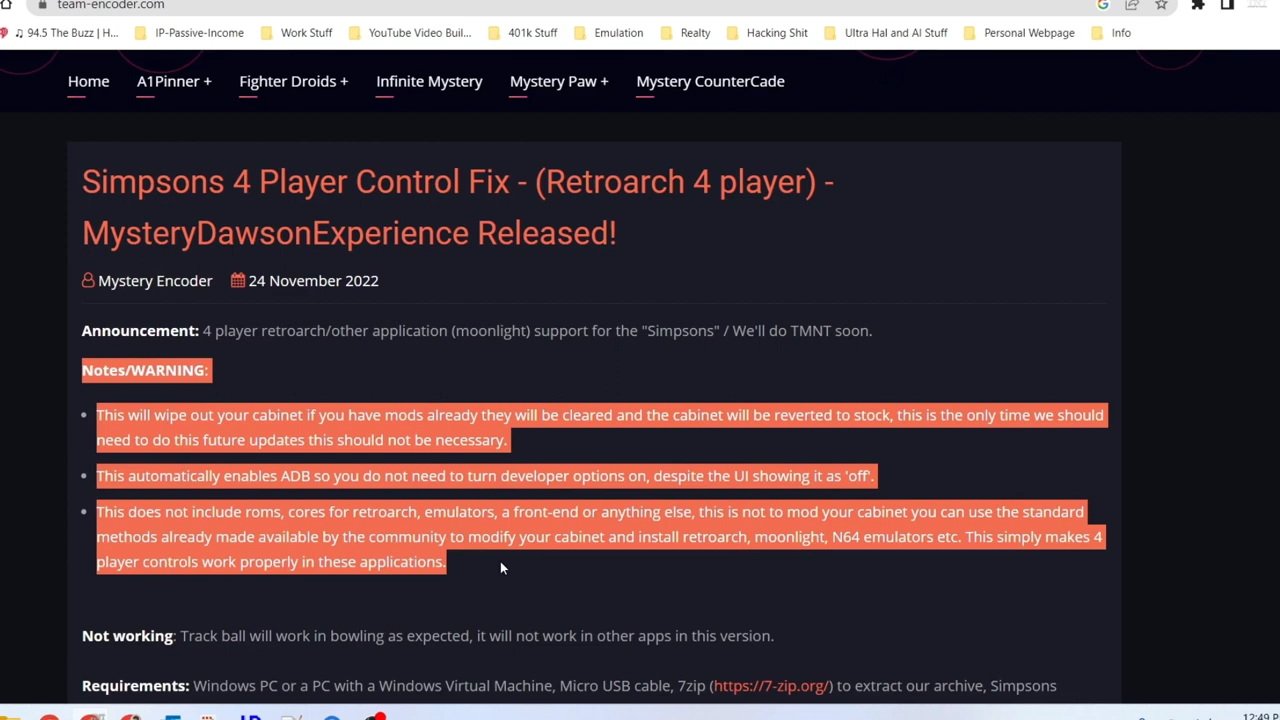 team-encoder.com
94.5 The Buzz | H...
IP-Passive-Income
Work Stuff
YouTube Video Buil...
401k Stuff
Emulation
Realty
Hacking Shit
Ultra Hal and AI Stuff
Personal Webpage
Info
Home
A1Pinner +
Fighter Droids +
Infinite Mystery
Mystery Paw +
Mystery CounterCade
Simpsons 4 Player Control Fix - (Retroarch 4 player) -
MysteryDawsonExperience Released!
Mystery Encoder 24 November 2022
Announcement: 4 player retroarch/other application (moonlight) support for the "Simpsons" / We'll do TMNT soon.
Notes/WARNING:
This will wipe out your cabinet if you have mods already they will be cleared and the cabinet will be reverted to stock, this is the only time we should
need to do this future updates this should not be necessary.
This automatically enables ADB so you do not need to turn developer options on, despite the UI showing it as 'off'.
This does not include roms, cores for retroarch, emulators, a front-end or anything else, this is not to mod your cabinet you can use the standard
methods already made available by the community to modify your cabinet and install retroarch, moonlight, N64 emulators etc. This simply makes 4
player controls work properly in these applications.
Not working: Track ball will work in bowling as expected, it will not work in other apps in this version.
Requirements: Windows PC or a PC with a Windows Virtual Machine, Micro USB cable, 7zip (https://7-zip.org/) to extract our archive, Simpsons
12:49 P